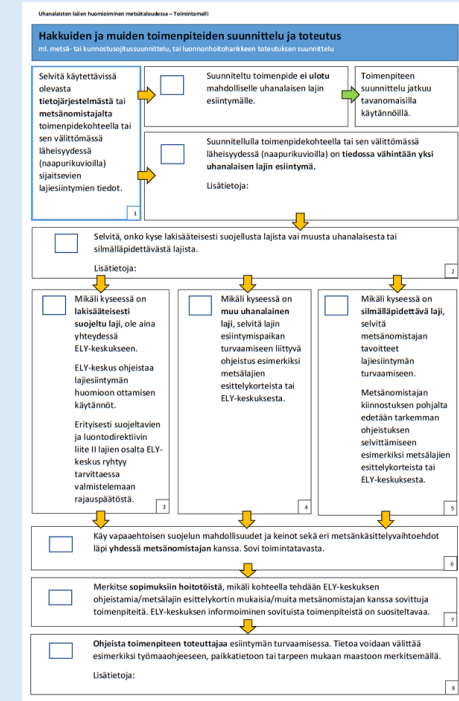 Uhanalaisten lajien huomioiminen metsätaloudessa – Toimintamalli
Hakkuiden ja muiden toimenpiteiden suunnittelu ja toteutus
ml. metsä- tai kunnostusojitussuunnittelu, tai luonnonhoitohankkeen toteutuksen suunnittelu
Selvitä käytettävissä
olevasta
tietojärjestelmästä tai
metsänomistajalta
toimenpidekohteella tai
sen välittömässä
läheisyydessä
(naapurikuvioilla)
sijaitsevien
lajiesiintymien tiedot.
1
Suunniteltu toimenpide ei ulotu
mahdolliselle uhanalaisen lajin
esiintymälle.
Toimenpiteen
suunnittelu jatkuu
tavanomaisilla
käytännöillä.
Suunnitellulla toimenpidekohteella tai sen välittömässä
läheisyydessä (naapurikuvioilla) on tiedossa vähintään yksi
uhanalaisen lajin esiintymä.
Lisätietoja:
Selvitä, onko kyse lakisääteisesti suojellusta lajista vai muusta uhanalaisesta tai
silmälläpidettävästä lajista.
Lisätietoja:
2
Mikäli kyseessä on
lakisääteisesti
suojeltu laji, ole aina
yhteydessä
ELY-keskukseen.
ELY-keskus ohjeistaa
lajiesiintymän
huomioon ottamisen
käytännöt.
Erityisesti suojeltavien
ja luontodirektiivin
liite II lajien osalta ELY-
keskus ryhtyy
tarvittaessa
valmistelemaan
rajauspäätöstä.
3
Mikäli kyseessä on
muu uhanalainen
laji, selvitä lajin
esiintymispaikan
turvaamiseen liittyvä
ohjeistus esimerkiksi
metsälajien
esittelykorteista tai
ELY-keskuksesta.
4
Mikäli kyseessä on
silmälläpidettävä laji,
selvitä
metsänomistajan
tavoitteet
lajiesiintymän
turvaamiseen.
Metsänomistajan
kiinnostuksen pohjalta
edetään tarkemman
ohjeistuksen
selvittämiseen
esimerkiksi metsälajien
esittelykorteista tai
ELY-keskuksesta.
5
Käy vapaaehtoisen suojelun mahdollisuudet ja keinot sekä eri metsänkäsittelyvaihtoehdot
läpi yhdessä metsänomistajan kanssa. Sovi toimintatavasta.
6
Merkitse sopimuksiin hoitotöistä, mikäli kohteella tehdään ELY-keskuksen
ohjeistamia/metsälajin esittelykortin mukaisia/muita metsänomistajan kanssa sovittuja
toimenpiteitä. ELY-keskuksen informoiminen sovituista toimenpiteistä on suositeltavaa.
7
Ohjeista toimenpiteen toteuttajaa esiintymän turvaamisessa. Tietoa voidaan välittää
esimerkiksi työmaaohjeeseen, paikkatietoon tai tarpeen mukaan maastoon merkitsemällä.
Lisätietoja:
8